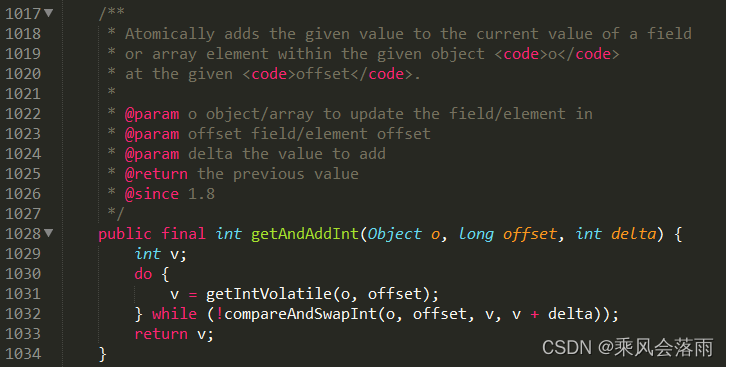 1017 /**
1018 * Atomically adds the given value to the current value of a field
1019 * or array element within the given object <code>o</code>
1020 * at the given <code>offset</code>.
1021 *
1022 * @param o object/array to update the field/element in
1023 * @param offset field/element offset
1024 * @param delta the value to add
1025 * @return the previous value
1026 * @since 1.8
1027 */
1028 public final int getAndAddInt(Object o, long offset, int delta) {
1029 int v;
1030 do {
1031 v = getIntVolatile(o, offset);
1032 } while (!compareAndSwapInt(o, offset, v, v + delta));
1033 return v;
1034 }
CSDN @乘风会落雨